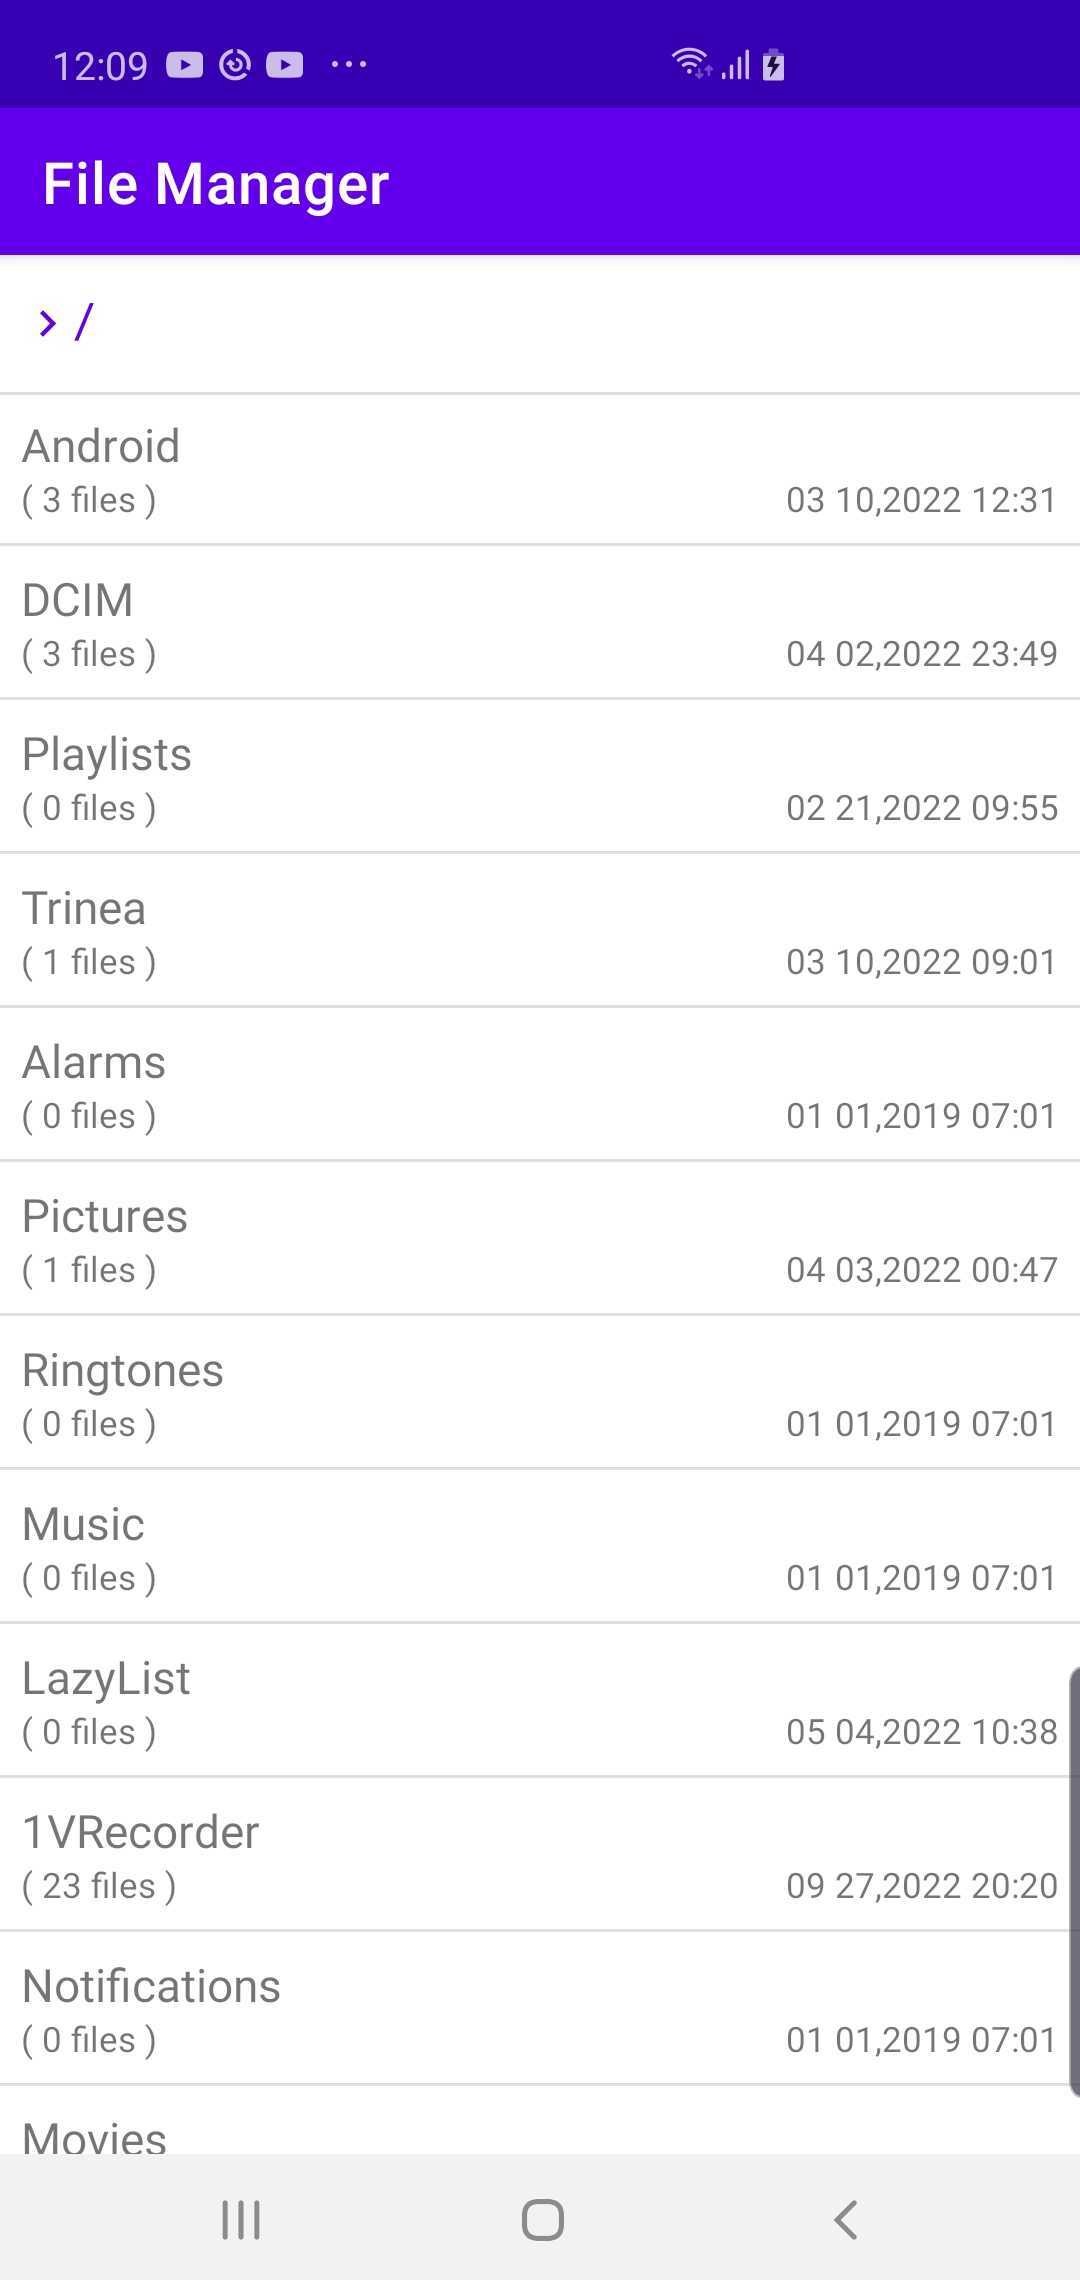 12:09
File Manager
> /
Android
( 3 files ) 03 10,2022 12:31
DCIM
( 3 files ) 04 02,2022 23:49
Playlists
( 0 files ) 02 21,2022 09:55
Trinea
( 1 files ) 03 10,2022 09:01
Alarms
( 0 files ) 01 01,2019 07:01
Pictures
( 1 files ) 04 03,2022 00:47
Ringtones
( 0 files ) 01 01,2019 07:01
Music
( 0 files ) 01 01,2019 07:01
LazyList
( 0 files ) 05 04,2022 10:38
1VRecorder
( 23 files ) 09 27,2022 20:20
Notifications
( 0 files ) 01 01,2019 07:01
Movies